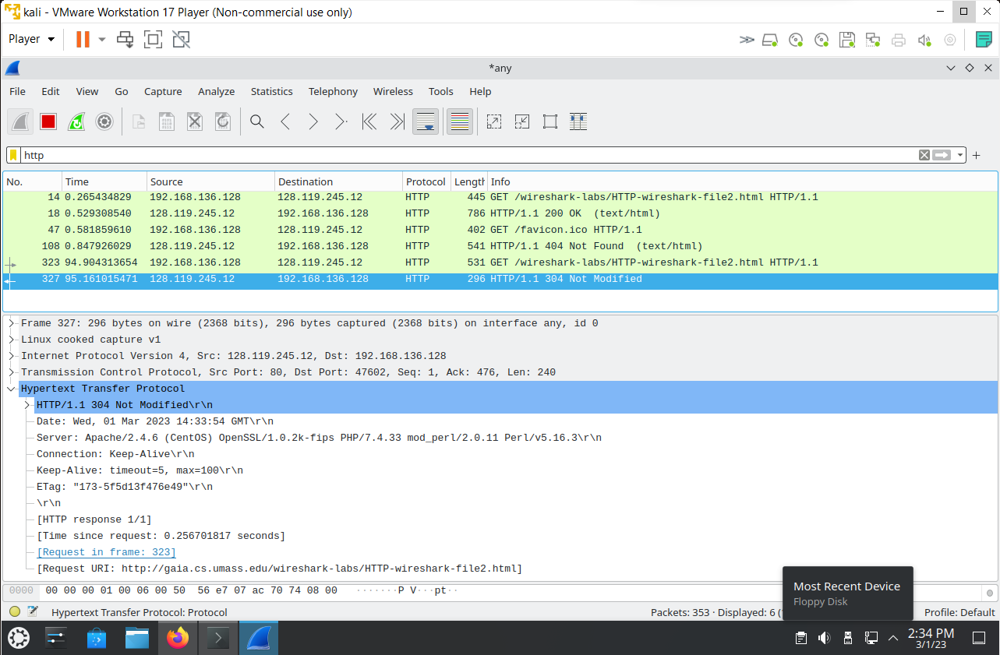 kali - VMware Workstation 17 Player (Non-commercial use only)
Player
*any
File Edit View Go Capture Analyze Statistics Telephony Wireless Tools Help
http
No. Time Source Destination Protocol Length Info
14 0.265434829 192.168.136.128 128.119.245.12 HTTP 445 GET /wireshark-labs/HTTP-wireshark-file2.html HTTP/1.1
18 0.529308540 128.119.245.12 192.168.136.128 HTTP 786 HTTP/1.1 200 OK (text/html)
47 0.581859610 192.168.136.128 128.119.245.12 HTTP 402 GET /favicon.ico HTTP/1.1
108 0.847926029 128.119.245.12 192.168.136.128 HTTP 541 HTTP/1.1 404 Not Found (text/html)
323 94.904313654 192.168.136.128 128.119.245.12 HTTP 531 GET /wireshark-labs/HTTP-wireshark-file2.html HTTP/1.1
327 95.161015471 128.119.245.12 192.168.136.128 HTTP 296 HTTP/1.1 304 Not Modified
Frame 327: 296 bytes on wire (2368 bits), 296 bytes captured (2368 bits) on interface any, id 0
Linux cooked capture v1
Internet Protocol Version 4, Src: 128.119.245.12, Dst: 192.168.136.128
Transmission Control Protocol, Src Port: 80, Dst Port: 47602, Seq: 1, Ack: 476, Len: 240
Hypertext Transfer Protocol
HTTP/1.1 304 Not Modified\r\n
Date: Wed, 01 Mar 2023 14:33:54 GMT\r\n
Server: Apache/2.4.6 (CentOS) OpenSSL/1.0.2k-fips PHP/7.4.33 mod_perl/2.0.11 Perl/v5.16.3\r\n
Connection: Keep-Alive\r\n
Keep-Alive: timeout=5, max=100\r\n
ETag: "173-5f5d13f476e49"\r\n
\r\n
[HTTP response 1/1]
[Time since request: 0.256701817 seconds]
[Request in frame: 323]
[Request URI: http://gaia.cs.umass.edu/wireshark-labs/HTTP-wireshark-file2.html]
0000 00 00 00 01 00 06 00 50 56 e7 07 ac 70 74 08 00 ·······P V···pt··
Most Recent Device
Floppy Disk
Hypertext Transfer Protocol: Protocol Packets: 353 · Displayed: 6 ( Profile: Default
2:34 PM
3/1/23